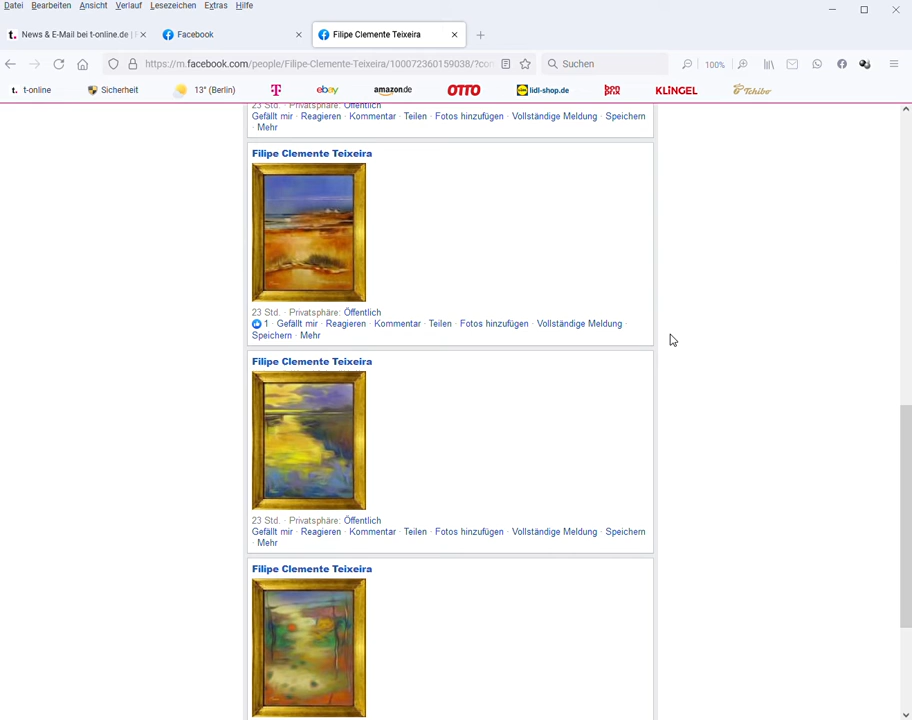 Datei Bearbeiten Ansicht Verlauf Lesezeichen Extras Hilfe
t. News & E-Mail bei t-online.de |
Facebook
Filipe Clemente Teixeira
https://m.facebook.com/people/Filipe-Clemente-Teixeira/100072360159038/?con
Suchen
100%
t. t-online
Sicherheit
13° (Berlin)
T
ebay
amazon.de
OTTO
lidl-shop.de
bon prix
KLiNGEL
Tchibo
23 Std. · Privatsphäre: Öffentlich
Gefällt mir · Reagieren · Kommentar · Teilen · Fotos hinzufügen · Vollständige Meldung · Speichern
· Mehr
Filipe Clemente Teixeira
23 Std. · Privatsphäre: Öffentlich
1 · Gefällt mir · Reagieren · Kommentar · Teilen · Fotos hinzufügen · Vollständige Meldung ·
Speichern · Mehr
Filipe Clemente Teixeira
23 Std. · Privatsphäre: Öffentlich
Gefällt mir · Reagieren · Kommentar · Teilen · Fotos hinzufügen · Vollständige Meldung · Speichern
· Mehr
Filipe Clemente Teixeira